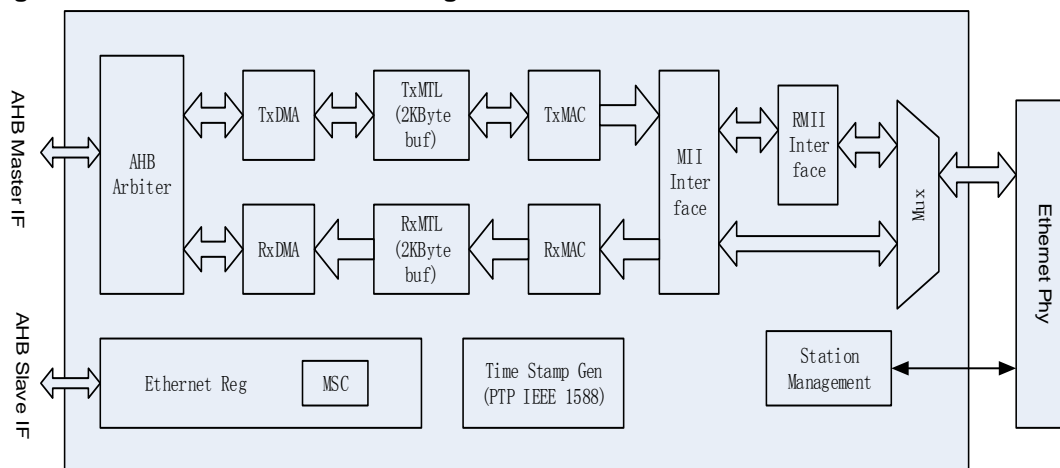 AHB Master IF
AHB Slave IF
AHB
Arbiter
TxDMA
TxMTL
(2KByte
buf)
TxMAC
MII
Inter
face
RMII
Inter
face
Mux
RxDMA
RxMTL
(2KByte
buf)
RxMAC
Ethernet Phy
Ethernet Reg
MSC
Time Stamp Gen
(PTP IEEE 1588)
Station
Management